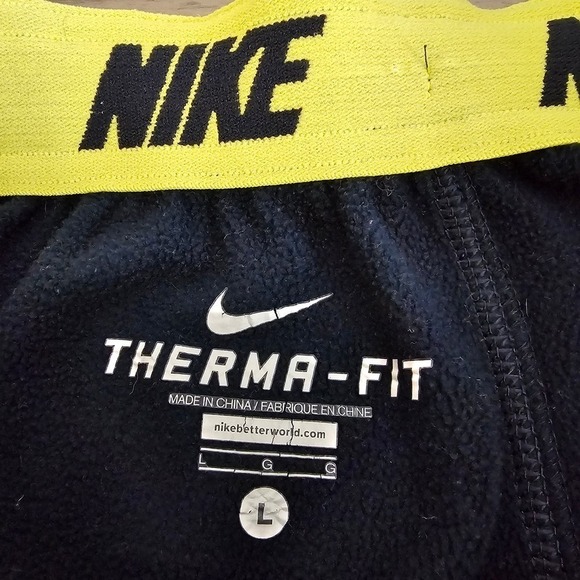 NIKE
THERMA-FIT
MADE IN CHINA / FABRIQUE EN CHINE
nikebetterworld.com
L G G
L